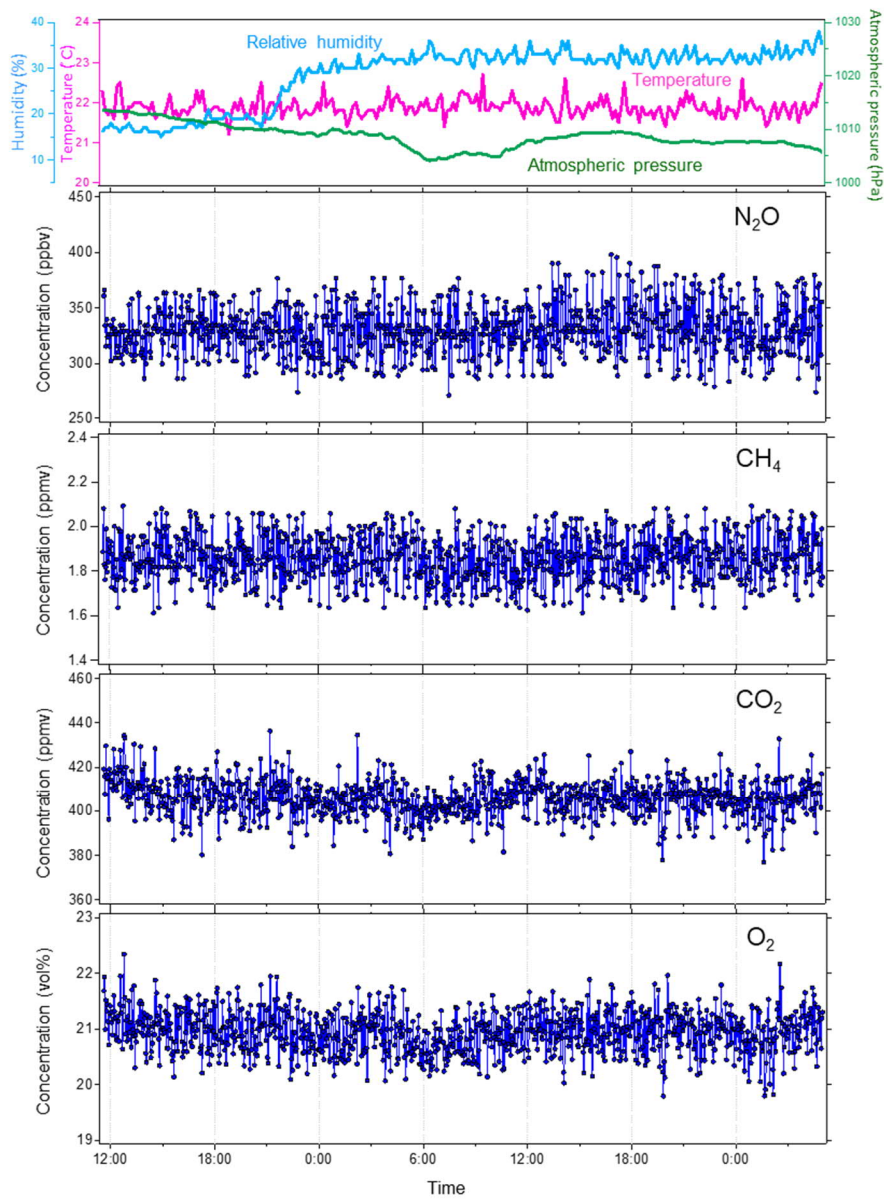 40
30
20
10
Humidity (%)
24
23
22
21
20
Temperature (°C)
Relative humidity
Temperature
Atmospheric pressure
1030
1020
1010
1000
Atmospheric pressure (hPa)
450
400
350
300
250
Concentration (ppbv)
N₂O
2.4
2.2
2.0
1.8
1.6
1.4
Concentration (ppmv)
CH₄
460
440
420
400
380
360
Concentration (ppmv)
CO₂
23
22
21
20
19
Concentration (vol%)
O₂
12:00 18:00 0:00 6:00 12:00 18:00 0:00
Time